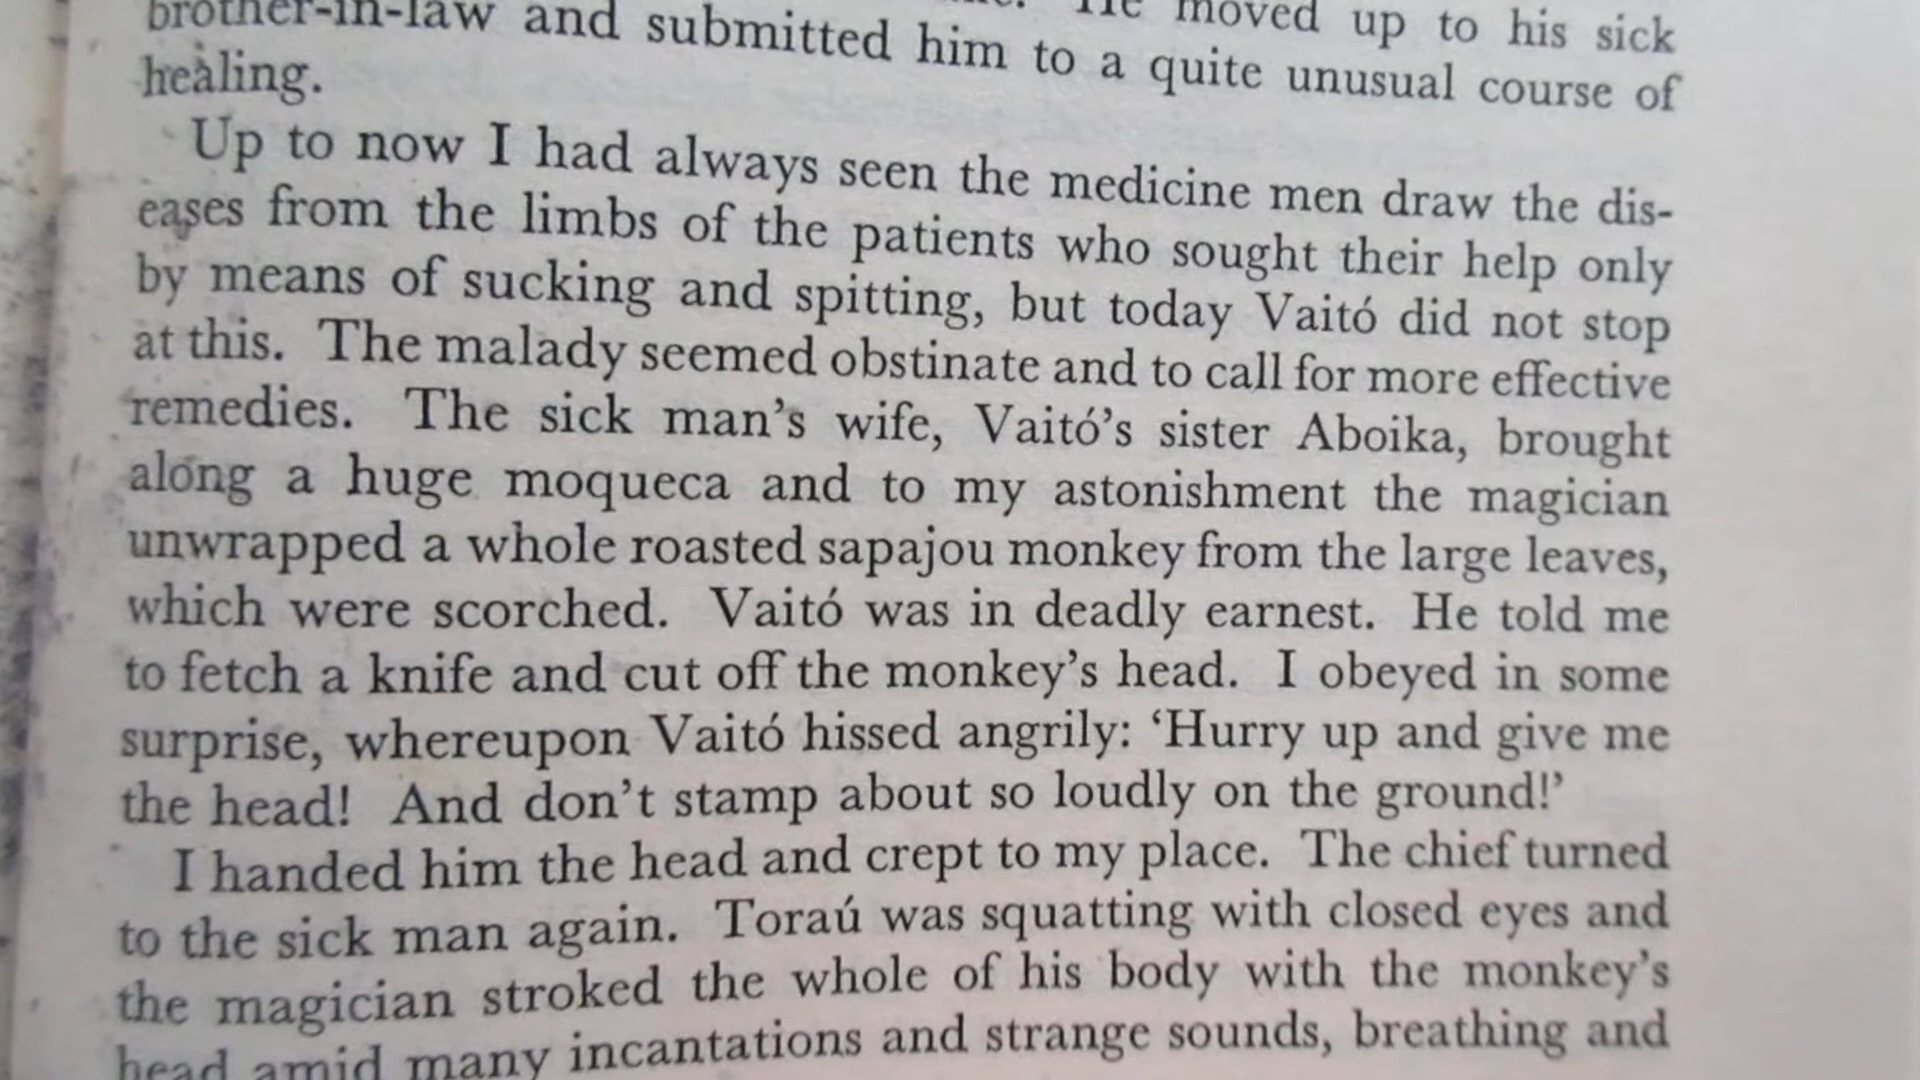 He moved up to his sick
brother-in-law and submitted him to a quite unusual course of
healing.
Up to now I had always seen the medicine men draw the dis-
eases from the limbs of the patients who sought their help only
by means of sucking and spitting, but today Vaitó did not stop
at this. The malady seemed obstinate and to call for more effective
remedies. The sick man's wife, Vaitó's sister Aboika, brought
along a huge moqueca and to my astonishment the magician
unwrapped a whole roasted sapajou monkey from the large leaves,
which were scorched. Vaitó was in deadly earnest. He told me
to fetch a knife and cut off the monkey's head. I obeyed in some
surprise, whereupon Vaitó hissed angrily: ‘Hurry up and give me
the head! And don't stamp about so loudly on the ground!’
I handed him the head and crept to my place. The chief turned
to the sick man again. Toraú was squatting with closed eyes and
the magician stroked the whole of his body with the monkey's
head amid many incantations and strange sounds, breathing and